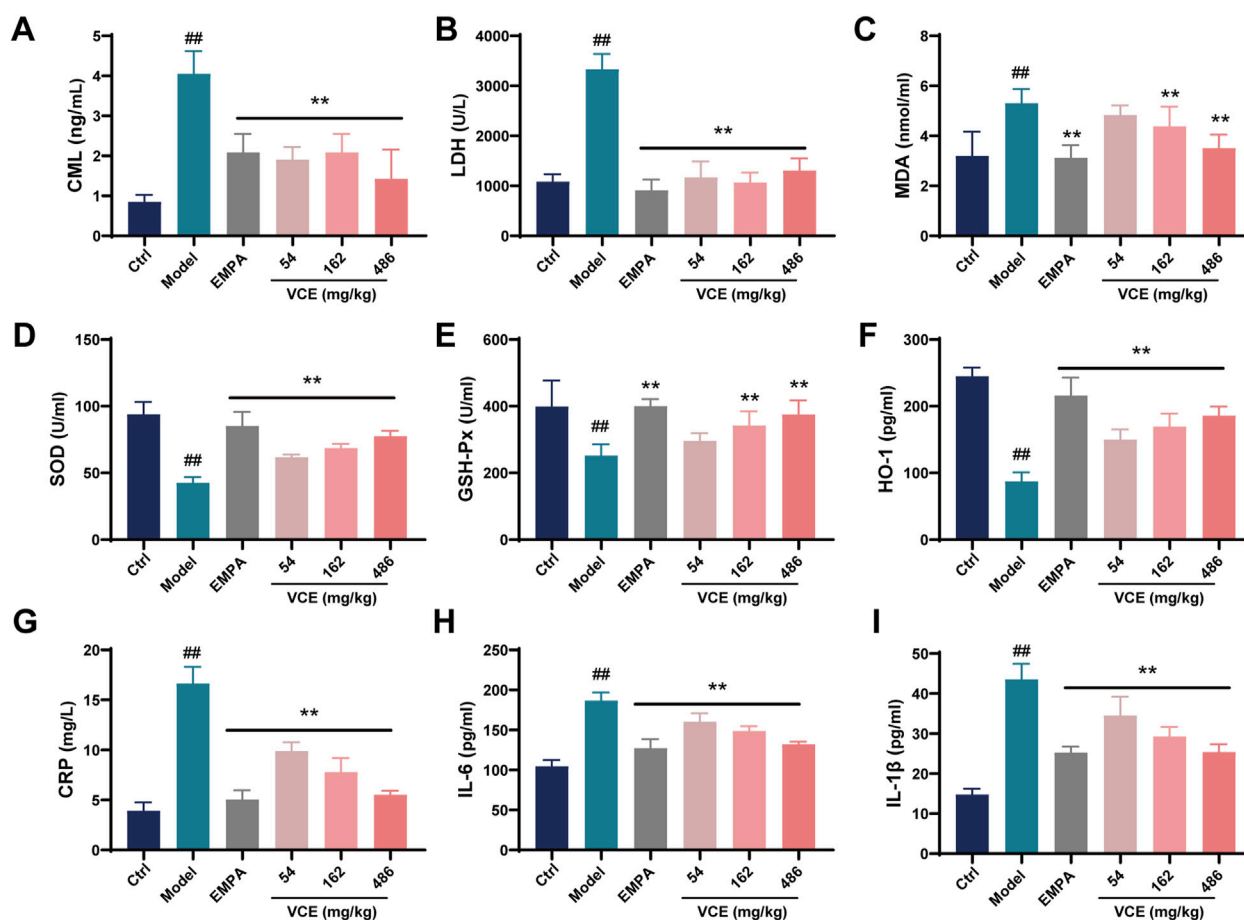 A
CML (ng/mL)
5
4
3
2
1
0
##
**
Ctrl
Model
EMPA
54
162
486
VCE (mg/kg)
B
LDH (U/L)
4000
3000
2000
1000
0
##
**
Ctrl
Model
EMPA
54
162
486
VCE (mg/kg)
C
MDA (nmol/ml)
8
6
4
2
0
##
**
**
**
Ctrl
Model
EMPA
54
162
486
VCE (mg/kg)
D
SOD (U/ml)
150
100
50
0
##
**
Ctrl
Model
EMPA
54
162
486
VCE (mg/kg)
E
GSH-Px (U/ml)
600
400
200
0
##
**
**
**
Ctrl
Model
EMPA
54
162
486
VCE (mg/kg)
F
HO-1 (pg/ml)
300
200
100
0
##
**
Ctrl
Model
EMPA
54
162
486
VCE (mg/kg)
G
CRP (mg/L)
20
15
10
5
0
##
**
Ctrl
Model
EMPA
54
162
486
VCE (mg/kg)
H
IL-6 (pg/ml)
250
200
150
100
50
0
##
**
Ctrl
Model
EMPA
54
162
486
VCE (mg/kg)
I
IL-1β (pg/ml)
50
40
30
20
10
0
##
**
Ctrl
Model
EMPA
54
162
486
VCE (mg/kg)